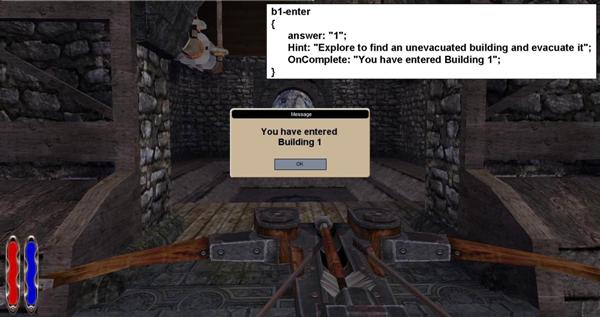 b1-enter
{
answer: "1";
Hint: "Explore to find an unevacuated building and evacuate it";
OnComplete: "You have entered Building 1";
}
Message
You have entered
Building 1
OK